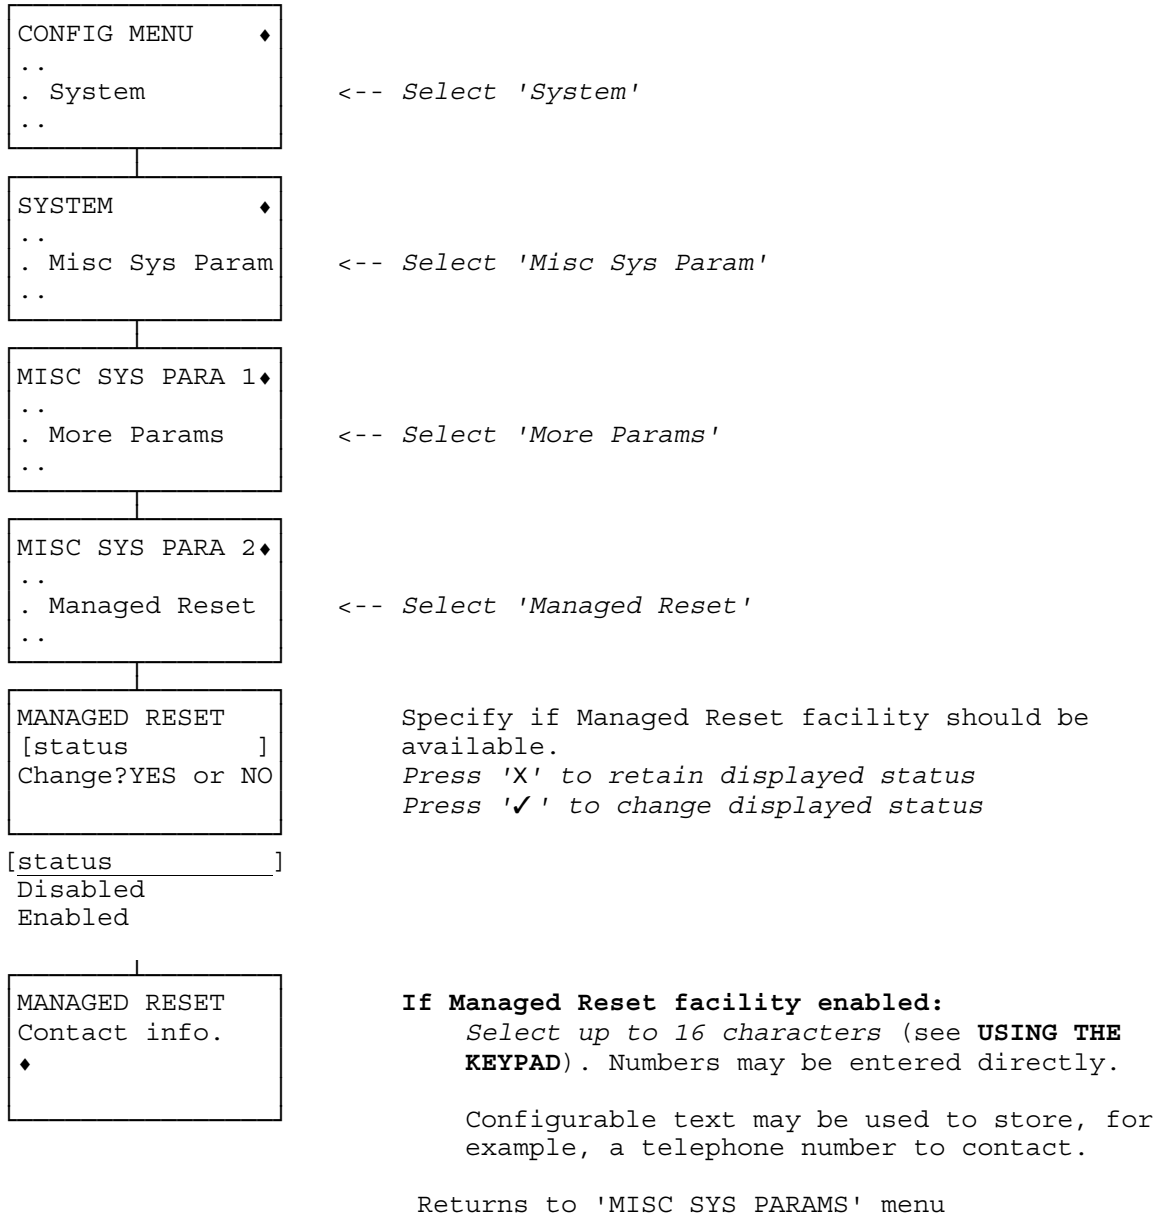 CONFIG MENU ♦
..
. System <-- Select 'System'
..
SYSTEM ♦
..
. Misc Sys Param <-- Select 'Misc Sys Param'
..
MISC SYS PARA 1♦
..
. More Params <-- Select 'More Params'
..
MISC SYS PARA 2♦
..
. Managed Reset <-- Select 'Managed Reset'
..
MANAGED RESET
[status ]
Change?YES or NO
Specify if Managed Reset facility should be
available.
Press 'X' to retain displayed status
Press '✓' to change displayed status
[status ]
Disabled
Enabled
MANAGED RESET
Contact info.
♦
If Managed Reset facility enabled:
Select up to 16 characters (see USING THE
KEYPAD). Numbers may be entered directly.
Configurable text may be used to store, for
example, a telephone number to contact.
Returns to 'MISC SYS PARAMS' menu